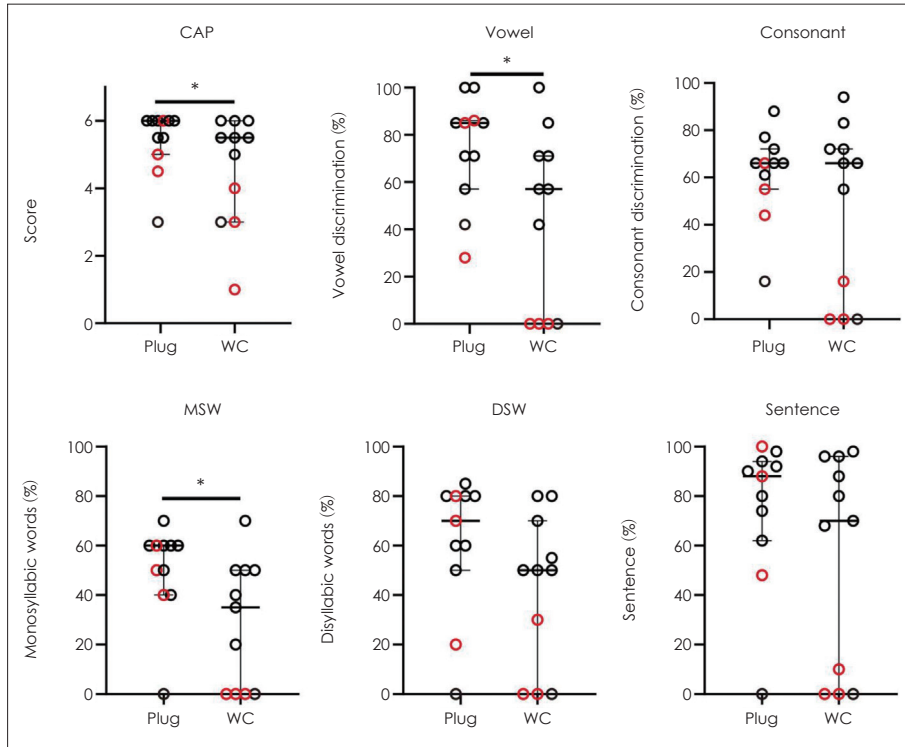 CAP
Score
6
4
2
0
*
Plug
WC
Vowel
Vowel discrimination (%)
100
80
60
40
20
0
*
Plug
WC
Consonant
Consonant discrimination (%)
100
80
60
40
20
0
Plug
WC
MSW
Monosyllabic words (%)
100
80
60
40
20
0
*
Plug
WC
DSW
Disyllabic words (%)
100
80
60
40
20
0
Plug
WC
Sentence
Sentence (%)
100
80
60
40
20
0
Plug
WC